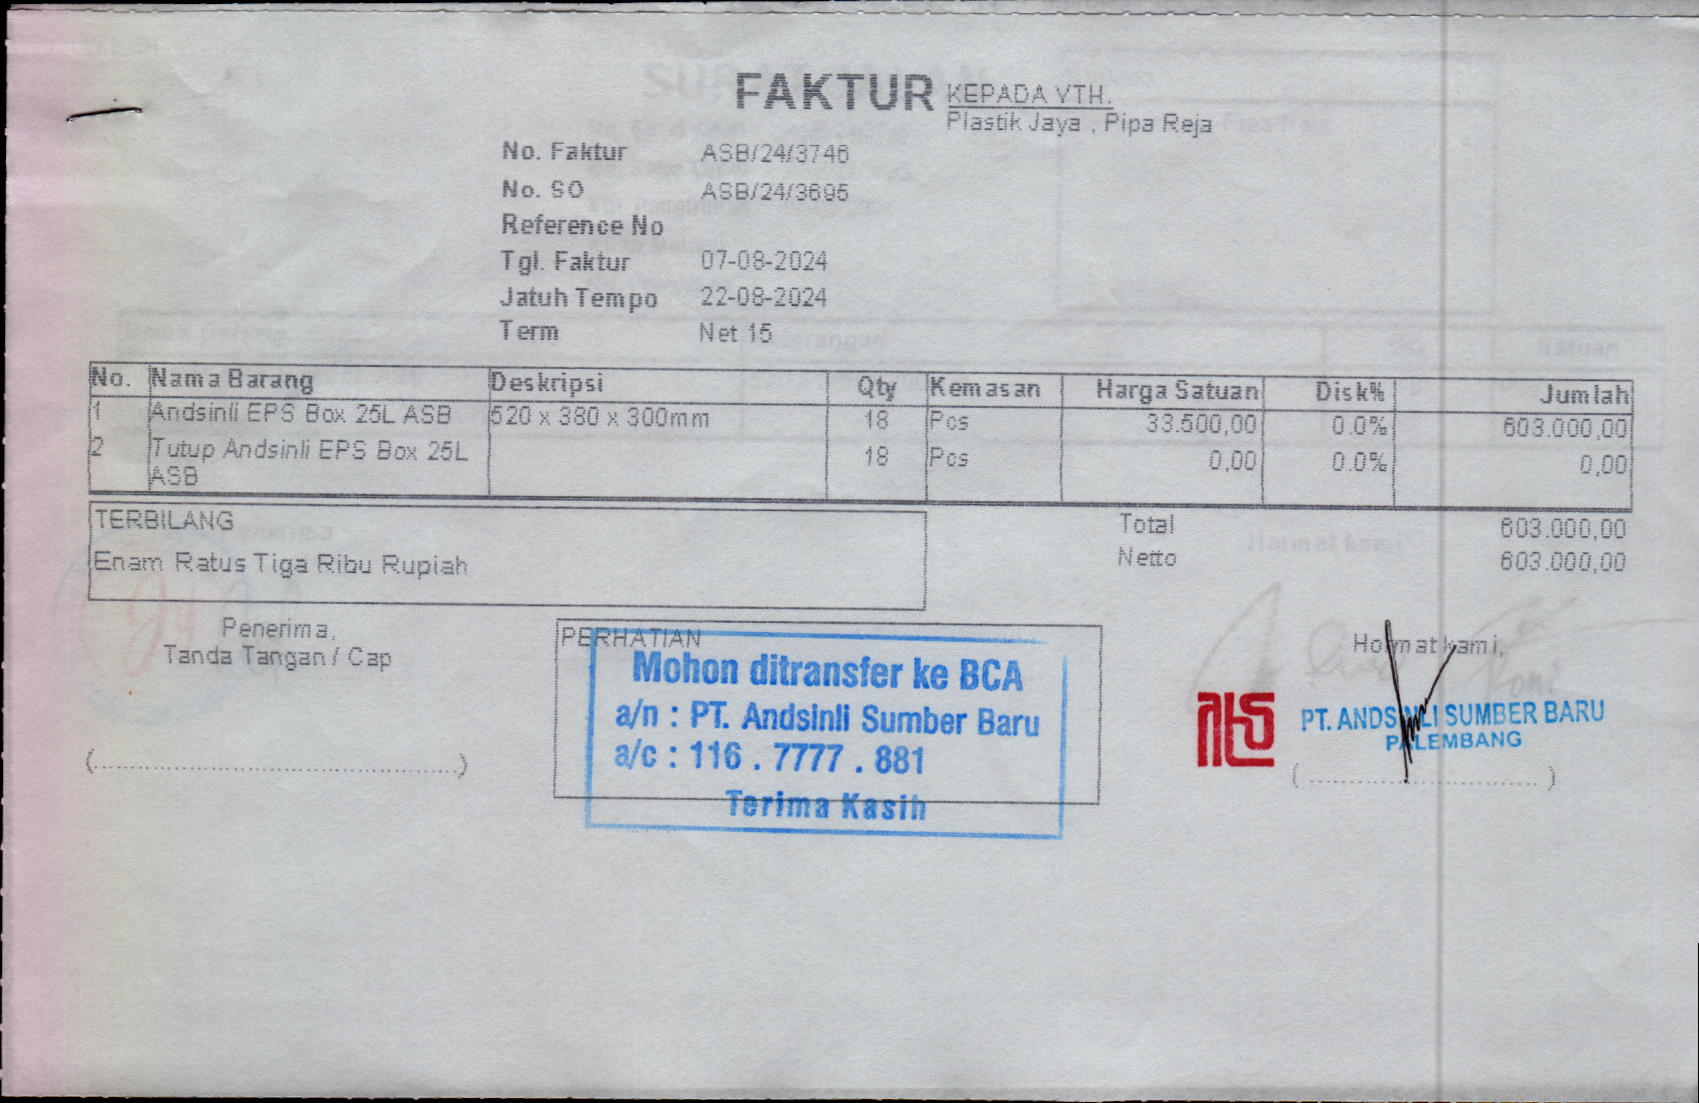 FAKTUR
KEPADA YTH.
Plastik Jaya , Pipa Reja
No. Faktur ASB/24/3746
No. SO ASB/24/3695
Reference No
Tgl. Faktur 07-08-2024
Jatuh Tempo 22-08-2024
Term Net 15
No. Nama Barang Deskripsi Qty Kemasan Harga Satuan Disk% Jumlah
1 Andsinli EPS Box 25L ASB 520 x 380 x 300mm 18 Pcs 33.500,00 0.0% 603.000,00
2 Tutup Andsinli EPS Box 25L 18 Pcs 0,00 0.0% 0,00
ASB
TERBILANG
Enam Ratus Tiga Ribu Rupiah
Total 603.000,00
Netto 603.000,00
Penerima,
Tanda Tangan / Cap
(..........................................................)
PERHATIAN
Mohon ditransfer ke BCA
a/n : PT. Andsinli Sumber Baru
a/c : 116 . 7777 . 881
Terima Kasih
Hormat kami,
PT. ANDSINLI SUMBER BARU
PALEMBANG
( .................................... )